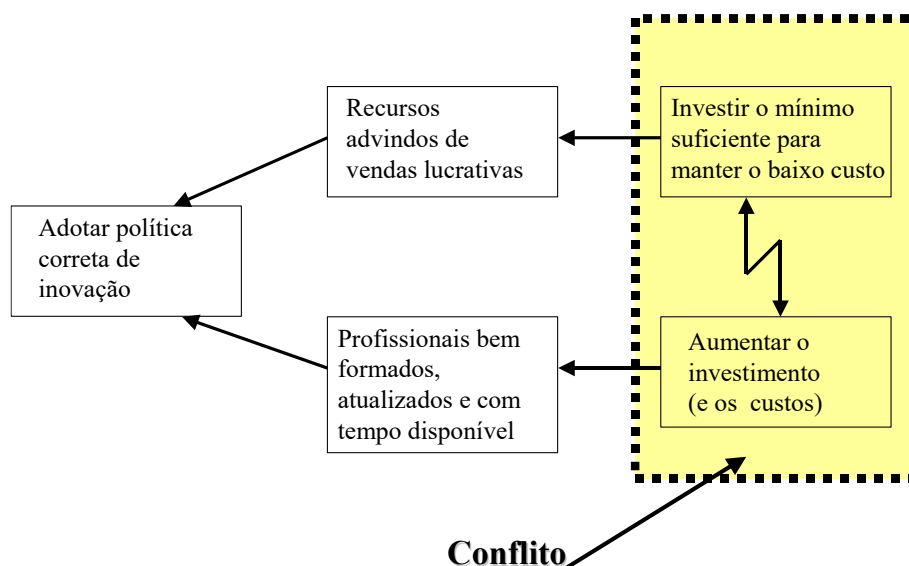 Recursos
advindos de
vendas lucrativas
Investir o mínimo
suficiente para
manter o baixo custo
Adotar política
correta de
inovação
Profissionais bem
formados,
atualizados e com
tempo disponível
Aumentar o
investimento
(e os custos)
Conflito